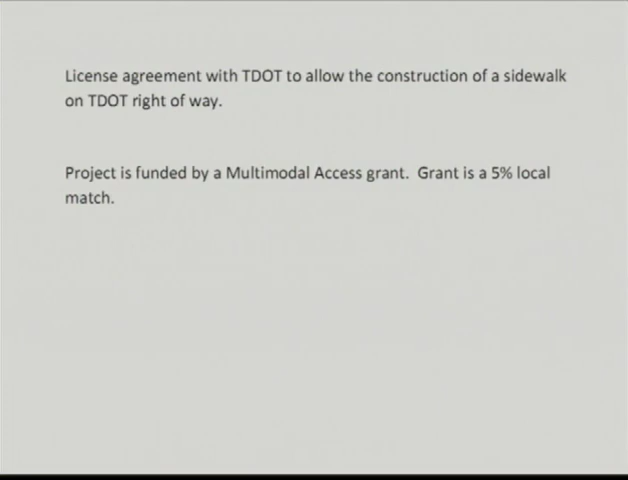 License agreement with TDOT to allow the construction of a sidewalk
on TDOT right of way.
Project is funded by a Multimodal Access grant.  Grant is a 5% local
match.